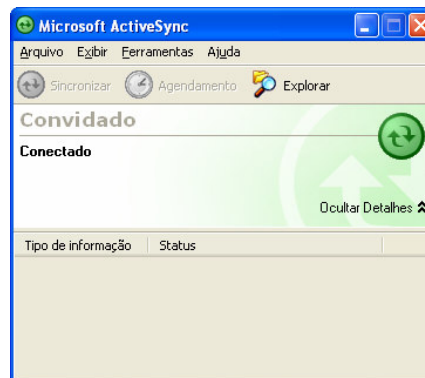 Microsoft ActiveSync
Arquivo Exibir Ferramentas Ajuda
Sincronizar Agendamento Explorar
Convidado
Conectado
Ocultar Detalhes
Tipo de informação Status